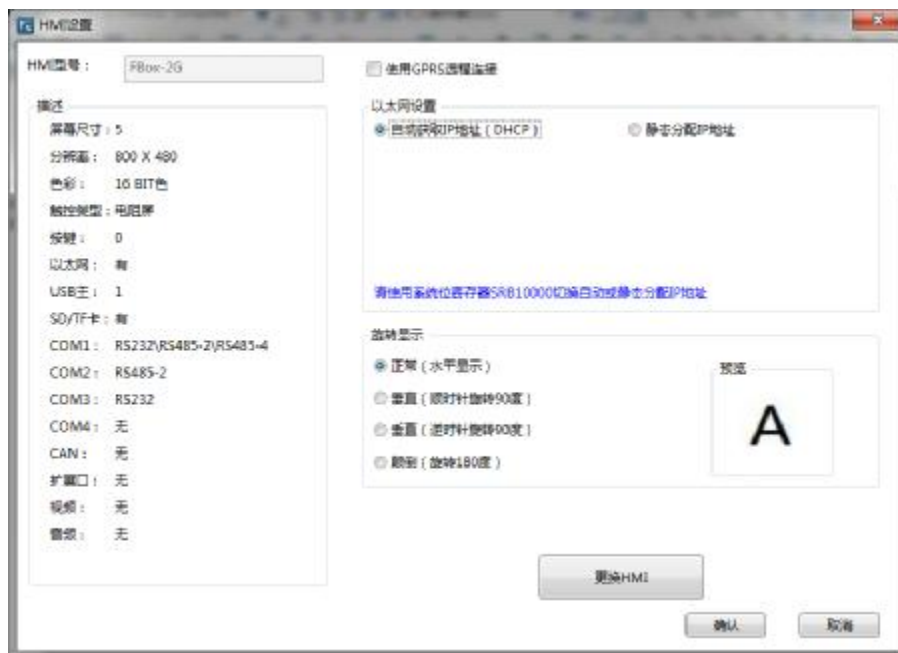 HMI设置
HMI型号： FBox-2G
描述
屏幕尺寸：5
分辨率： 800 X 480
色彩： 16 BIT色
触控类型：电阻屏
按键： 0
以太网： 有
USB主： 1
SD/TF卡：有
COM1： RS232\RS485-2\RS485-4
COM2： RS485-2
COM3： RS232
COM4： 无
CAN： 无
扩展口： 无
视频： 无
音频： 无
使用GPRS远程连接
以太网设置
自动获取IP地址（DHCP） 静态分配IP地址
请使用系统位寄存器SRB10000切换自动或静态分配IP地址
旋转显示
正常（水平显示）
垂直（顺时针旋转90度）
垂直（逆时针旋转90度）
颠倒（旋转180度）
预览
A
更换HMI
确认 取消